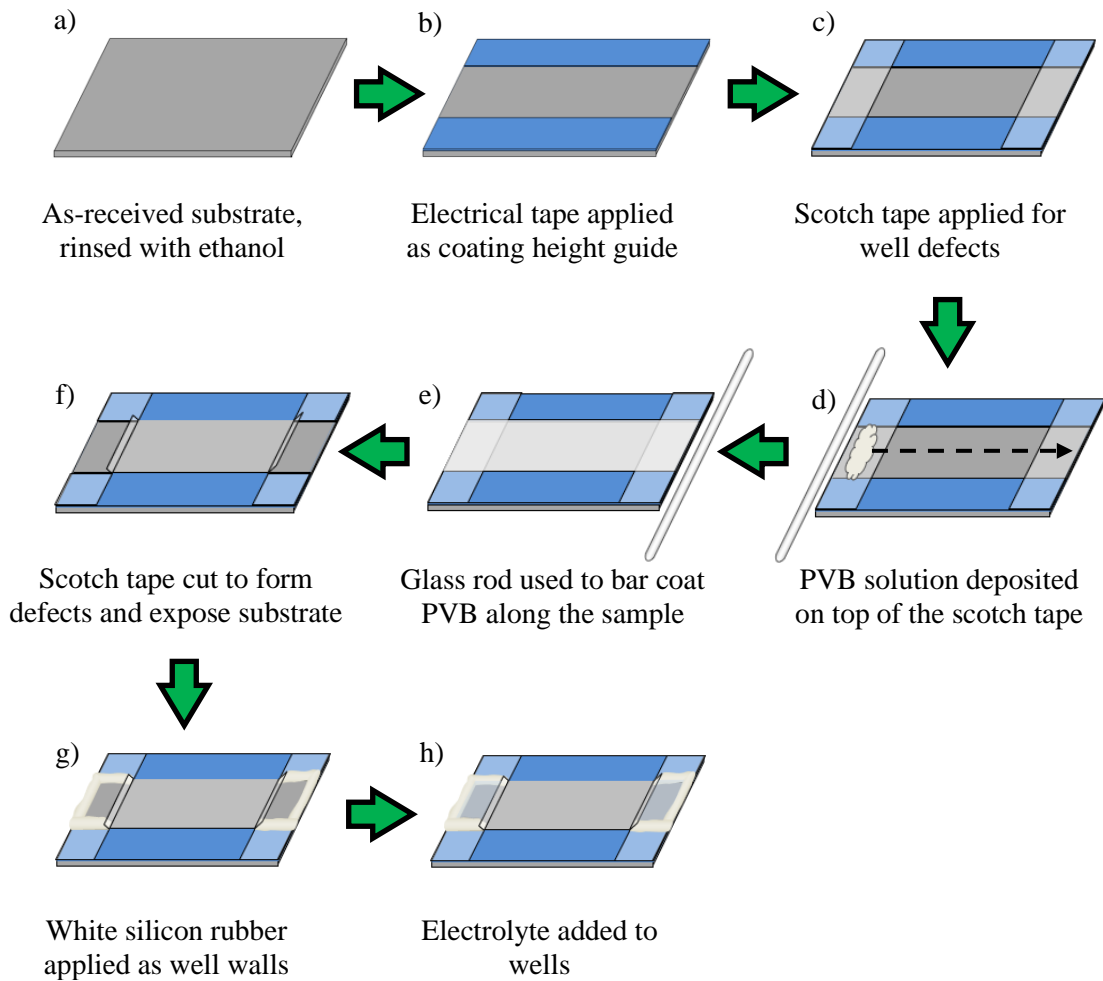 a)
As-received substrate,
rinsed with ethanol
b)
Electrical tape applied
as coating height guide
c)
Scotch tape applied for
well defects
d)
PVB solution deposited
on top of the scotch tape
e)
Glass rod used to bar coat
PVB along the sample
f)
Scotch tape cut to form
defects and expose substrate
g)
White silicon rubber
applied as well walls
h)
Electrolyte added to
wells